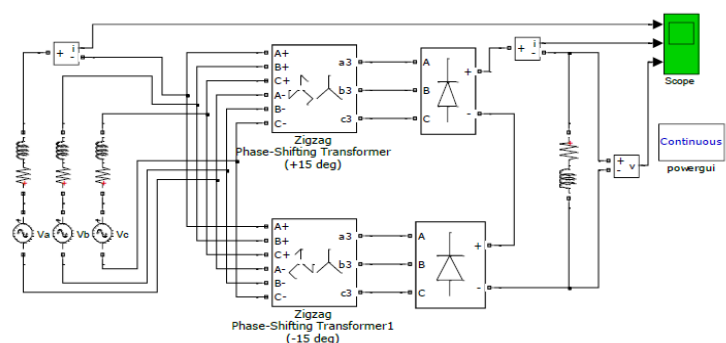 + i -
Va
Vb
Vc
A+ a3
B+
C+ b3
A-
B- c3
C-
Zigzag
Phase-Shifting Transformer
(+15 deg)
A +
B
C -
+ i -
Scope
Continuous
powergui
+ - v
A+ a3
B+
C+ b3
A-
B- c3
C-
Zigzag
Phase-Shifting Transformer1
(-15 deg)
A +
B
C -